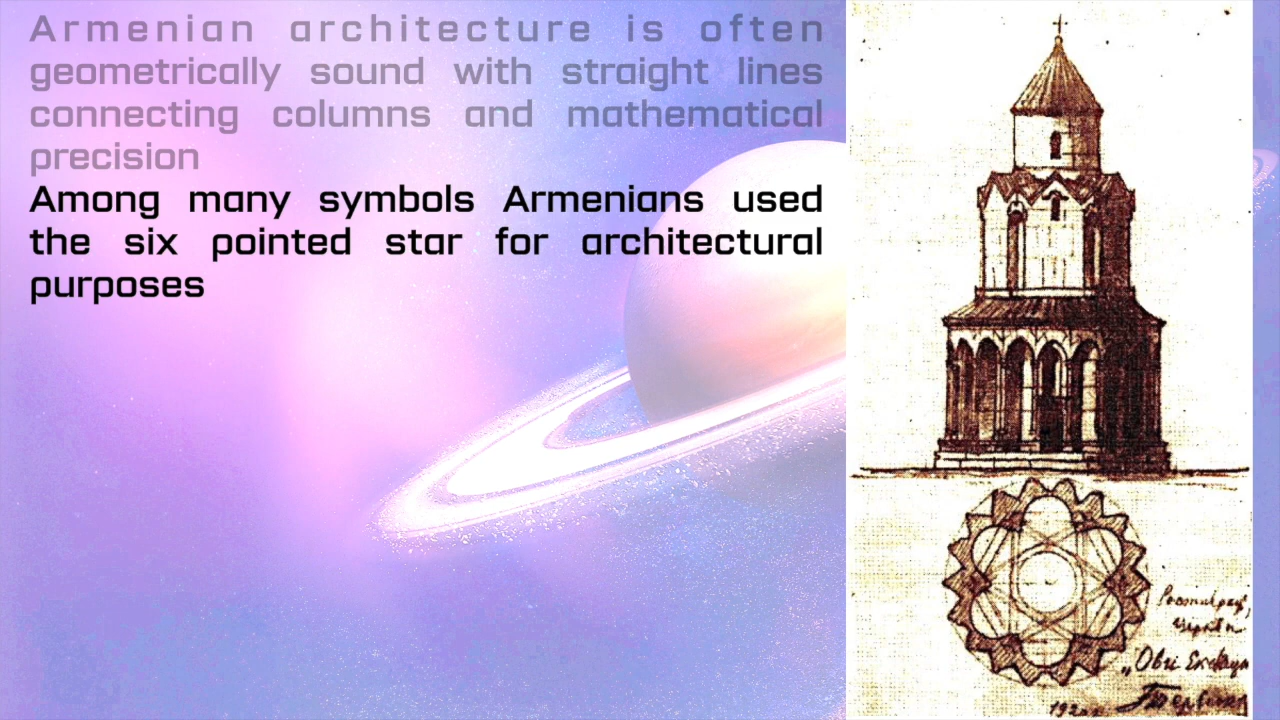 Armenian architecture is often
geometrically sound with straight lines
connecting columns and mathematical
precision
Among many symbols Armenians used
the six pointed star for architectural
purposes